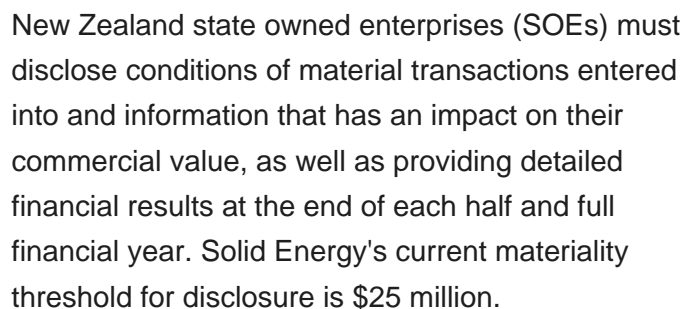 New Zealand state owned enterprises (SOEs) must
disclose conditions of material transactions entered
into and information that has an impact on their
commercial value, as well as providing detailed
financial results at the end of each half and full
financial year. Solid Energy's current materiality
threshold for disclosure is $25 million.